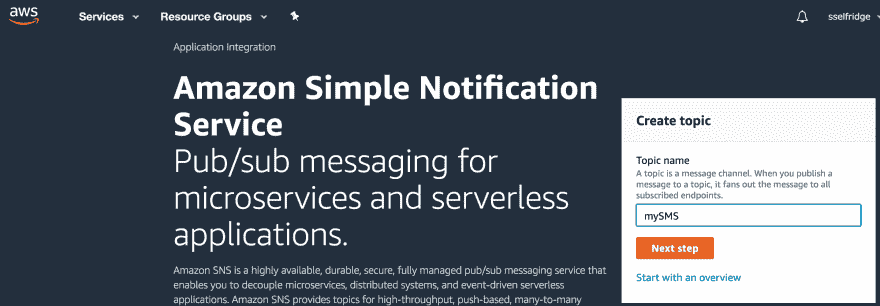 aws
Services
Resource Groups
sselfridge
Application Integration
Amazon Simple Notification
Service
Pub/sub messaging for
microservices and serverless
applications.
Amazon SNS is a highly available, durable, secure, fully managed pub/sub messaging service that
enables you to decouple microservices, distributed systems, and event-driven serverless
applications. Amazon SNS provides topics for high-throughput, push-based, many-to-many
Create topic
Topic name
A topic is a message channel. When you publish a
message to a topic, it fans out the message to all
subscribed endpoints.
mySMS
Next step
Start with an overview